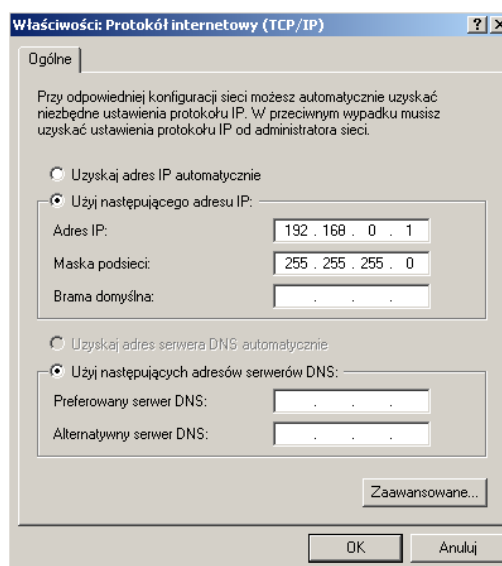 Właściwości: Protokół internetowy (TCP/IP)
Ogólne
Przy odpowiedniej konfiguracji sieci możesz automatycznie uzyskać
niezbędne ustawienia protokołu IP. W przeciwnym wypadku musisz
uzyskać ustawienia protokołu IP od administratora sieci.
Uzyskaj adres IP automatycznie
Użyj następującego adresu IP:
Adres IP: 192 . 168 . 0 . 1
Maska podsieci: 255 . 255 . 255 . 0
Brama domyślna: . . .
Uzyskaj adres serwera DNS automatycznie
Użyj następujących adresów serwerów DNS:
Preferowany serwer DNS: . . .
Alternatywny serwer DNS: . . .
Zaawansowane...
OK Anuluj